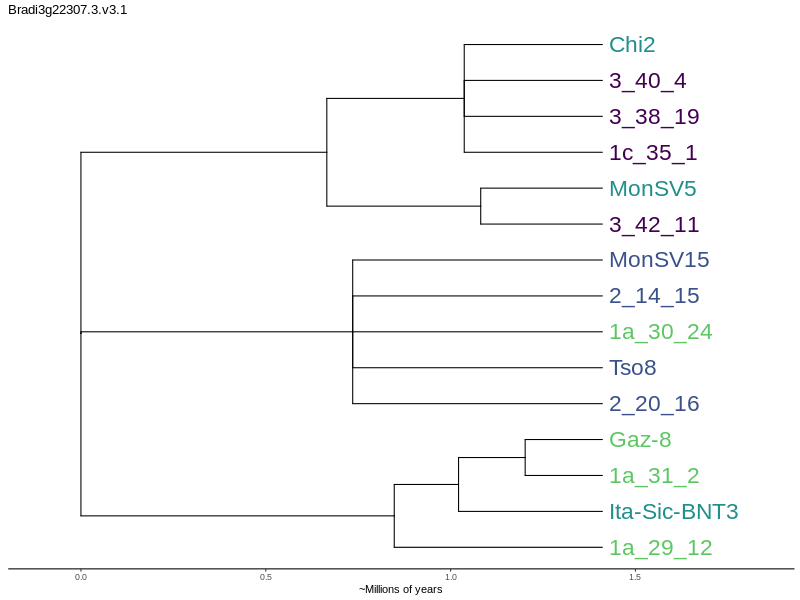 Bradi3g22307.3.v3.1
Chi2
3_40_4
3_38_19
1c_35_1
MonSV5
3_42_11
MonSV15
2_14_15
1a_30_24
Tso8
2_20_16
Gaz-8
1a_31_2
Ita-Sic-BNT3
1a_29_12
0.0 0.5 1.0 1.5
~Millions of years